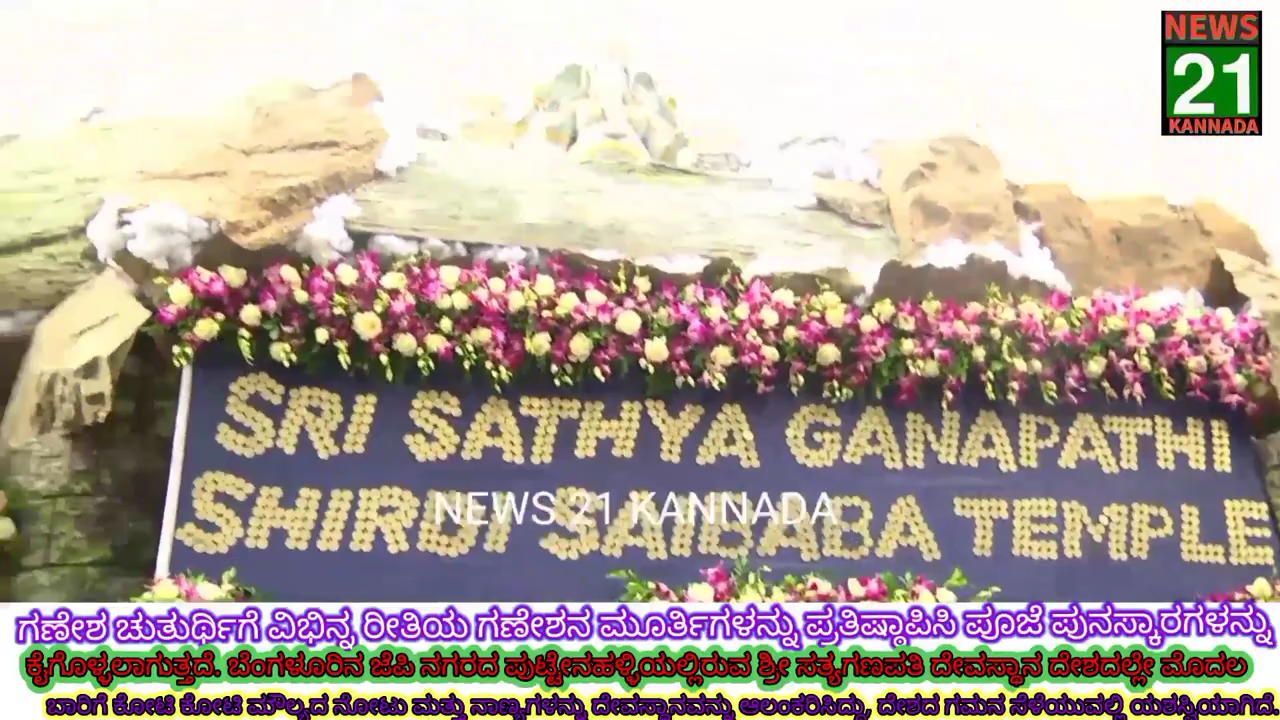 NEWS
21
KANNADA
SRI SATHYA GANAPATHI
SHIRDI SAIBABA TEMPLE
NEWS 21 KANNADA
ಗಣೇಶ ಚುತುರ್ಥಿಗೆ ವಿಭಿನ್ನ ರೀತಿಯ ಗಣೇಶನ ಮೂರ್ತಿಗಳನ್ನು ಪ್ರತಿಷ್ಠಾಪಿಸಿ ಪೂಜೆ ಪುನಸ್ಕಾರಗಳನ್ನು
ಕೈಗೊಳ್ಳಲಾಗುತ್ತದೆ. ಬೆಂಗಳೂರಿನ ಜೆಪಿ ನಗರದ ಪುಟ್ಟೇನಹಳ್ಳಿಯಲ್ಲಿರುವ ಶ್ರೀ ಸತ್ಯಗಣಪತಿ ದೇವಸ್ಥಾನ ದೇಶದಲ್ಲೇ ಮೊದಲ
ಬಾರಿಗೆ ಕೋಟಿ ಕೋಟಿ ಮೌಲ್ಯದ ನೋಟು ಮತ್ತು ನಾಣ್ಯಗಳನ್ನು ದೇವಸ್ಥಾನವನ್ನು ಆಲಂಕರಿಸಿದ್ದು, ದೇಶದ ಗಮನ ಸೆಳೆಯುವಲ್ಲಿ ಯಶಸ್ವಿಯಾಗಿದೆ.